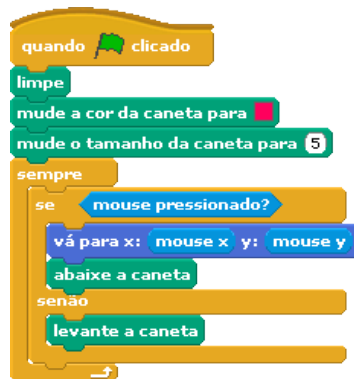 quando clicado
limpe
mude a cor da caneta para
mude o tamanho da caneta para 5
sempre
se mouse pressionado?
vá para x: mouse x y: mouse y
abaixe a caneta
senão
levante a caneta